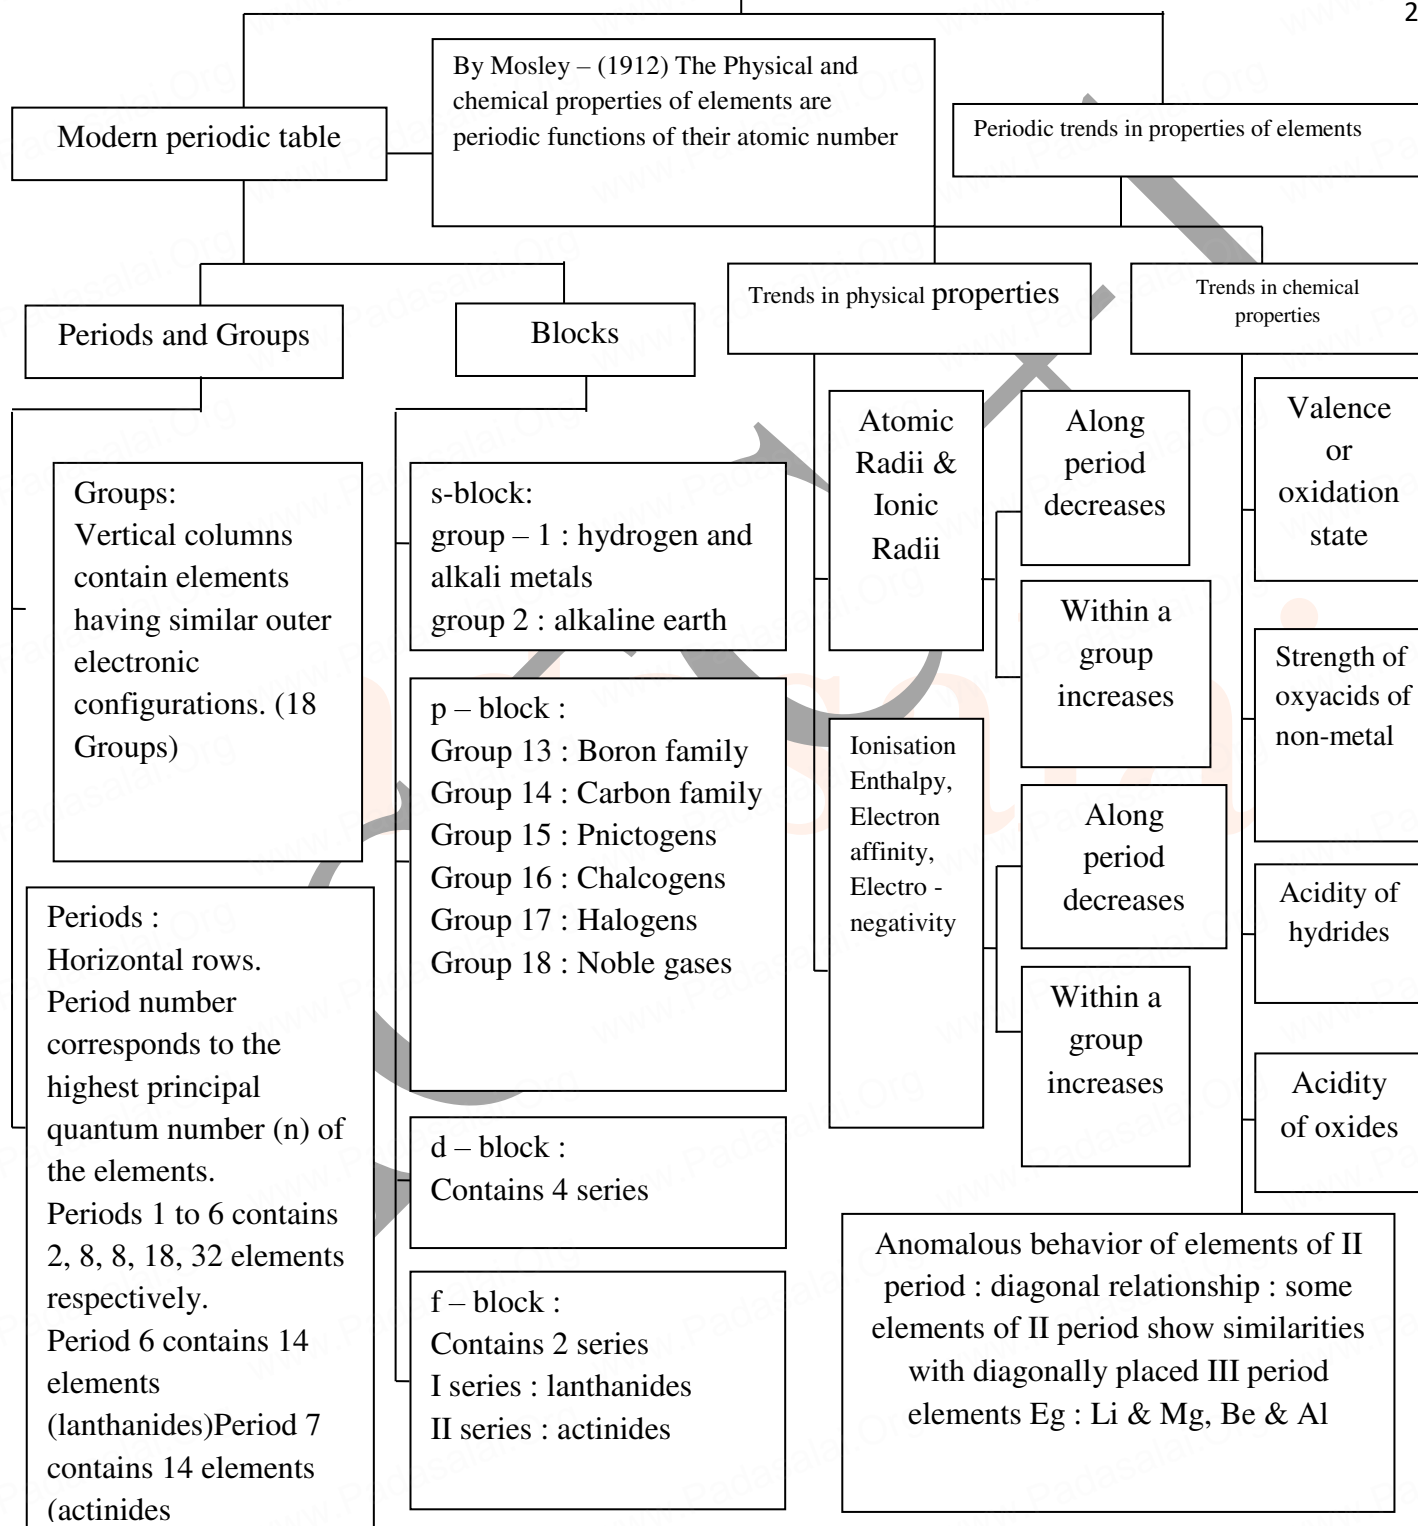 2
By Mosley – (1912) The Physical and
chemical properties of elements are
periodic functions of their atomic number
Modern periodic table
Periodic trends in properties of elements
Periods and Groups
Blocks
Trends in physical properties
Trends in chemical
properties
Groups:
Vertical columns
contain elements
having similar outer
electronic
configurations. (18
Groups)
Periods :
Horizontal rows.
Period number
corresponds to the
highest principal
quantum number (n) of
the elements.
Periods 1 to 6 contains
2, 8, 8, 18, 32 elements
respectively.
Period 6 contains 14
elements
(lanthanides)Period 7
contains 14 elements
(actinides
s-block:
group – 1 : hydrogen and
alkali metals
group 2 : alkaline earth
p – block :
Group 13 : Boron family
Group 14 : Carbon family
Group 15 : Pnictogens
Group 16 : Chalcogens
Group 17 : Halogens
Group 18 : Noble gases
d – block :
Contains 4 series
f – block :
Contains 2 series
I series : lanthanides
II series : actinides
Atomic
Radii &
Ionic
Radii
Along
period
decreases
Within a
group
increases
Ionisation
Enthalpy,
Electron
affinity,
Electro -
negativity
Along
period
decreases
Within a
group
increases
Valence
or
oxidation
state
Strength of
oxyacids of
non-metal
Acidity of
hydrides
Acidity
of oxides
Anomalous behavior of elements of II
period : diagonal relationship : some
elements of II period show similarities
with diagonally placed III period
elements Eg : Li & Mg, Be & Al
www.Padasalai.Org